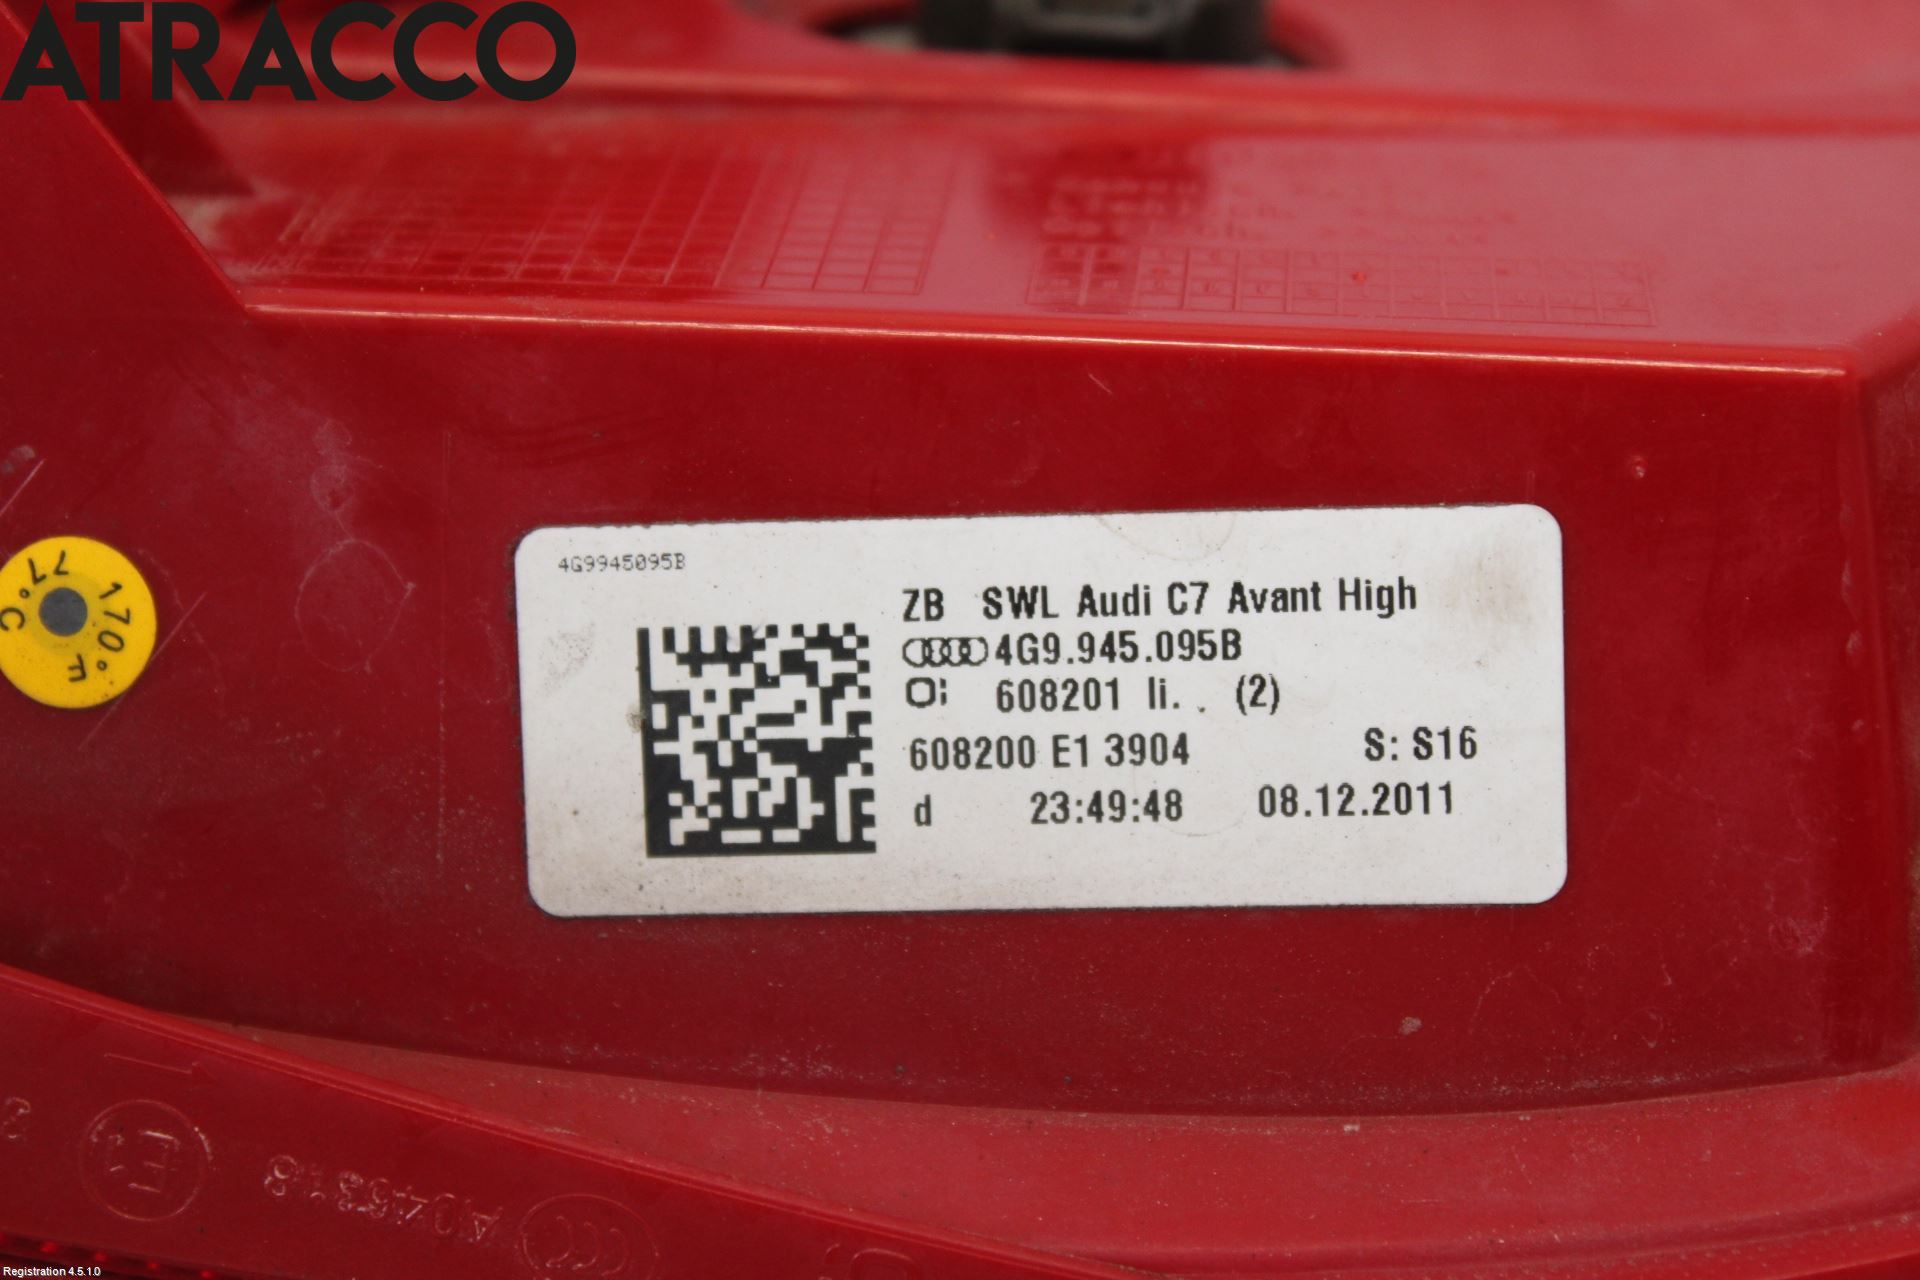 ATRACCO
77°C
170°F
4G9945095B
ZB SWL Audi C7 Avant High
4G9.945.095B
608201 li. . (2)
608200 E1 3904 S: S16
d 23:49:48 08.12.2011
Registration 4.5.1.0